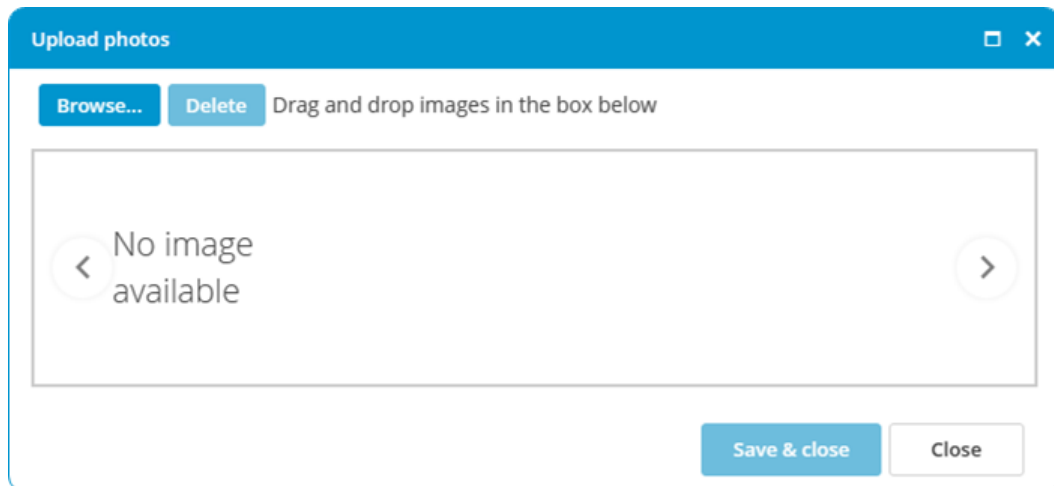 Upload photos
Browse... Delete Drag and drop images in the box below
No image
available
Save & close Close